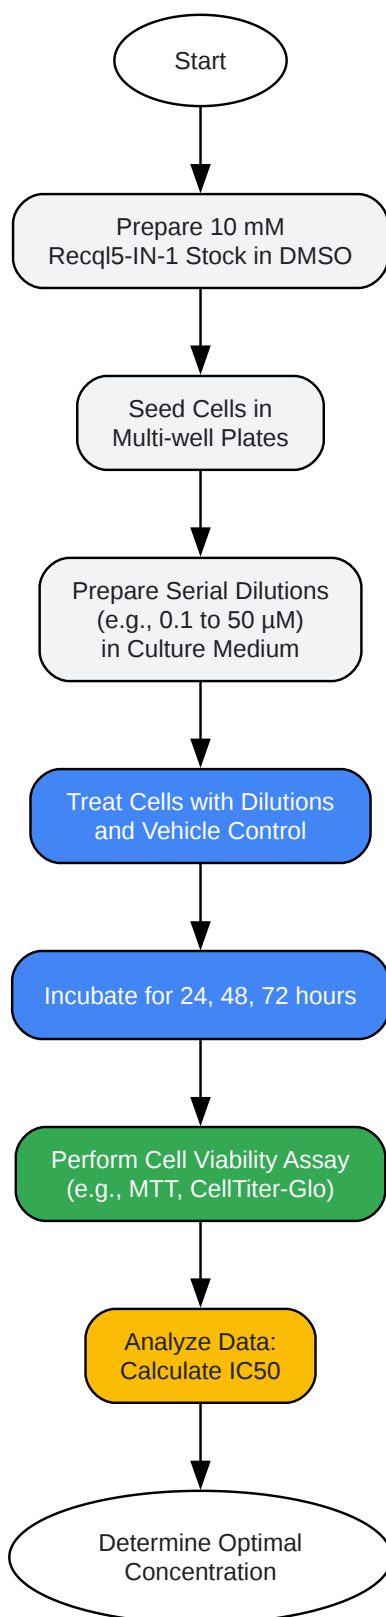 Start
Prepare 10 mM
Recql5-IN-1 Stock in DMSO
Seed Cells in
Multi-well Plates
Prepare Serial Dilutions
(e.g., 0.1 to 50 µM)
in Culture Medium
Treat Cells with Dilutions
and Vehicle Control
Incubate for 24, 48, 72 hours
Perform Cell Viability Assay
(e.g., MTT, CellTiter-Glo)
Analyze Data:
Calculate IC50
Determine Optimal
Concentration